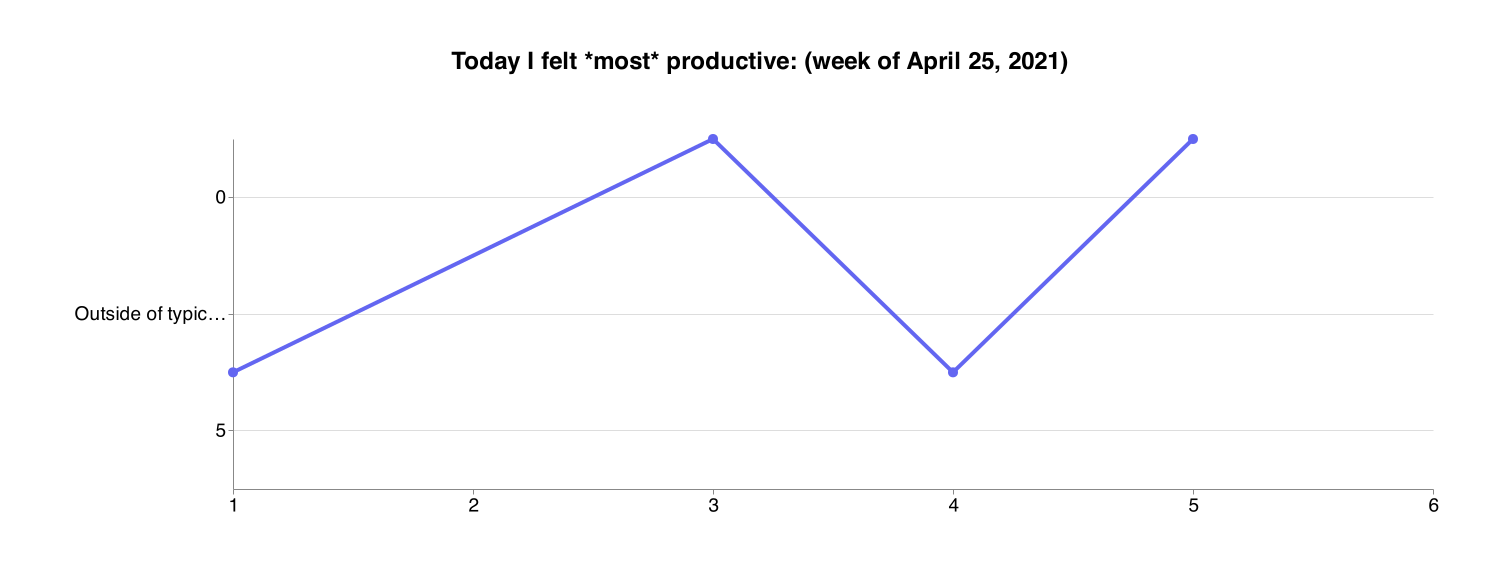 Today I felt *most* productive: (week of April 25, 2021)
0
Outside of typic…
5
1 2 3 4 5 6